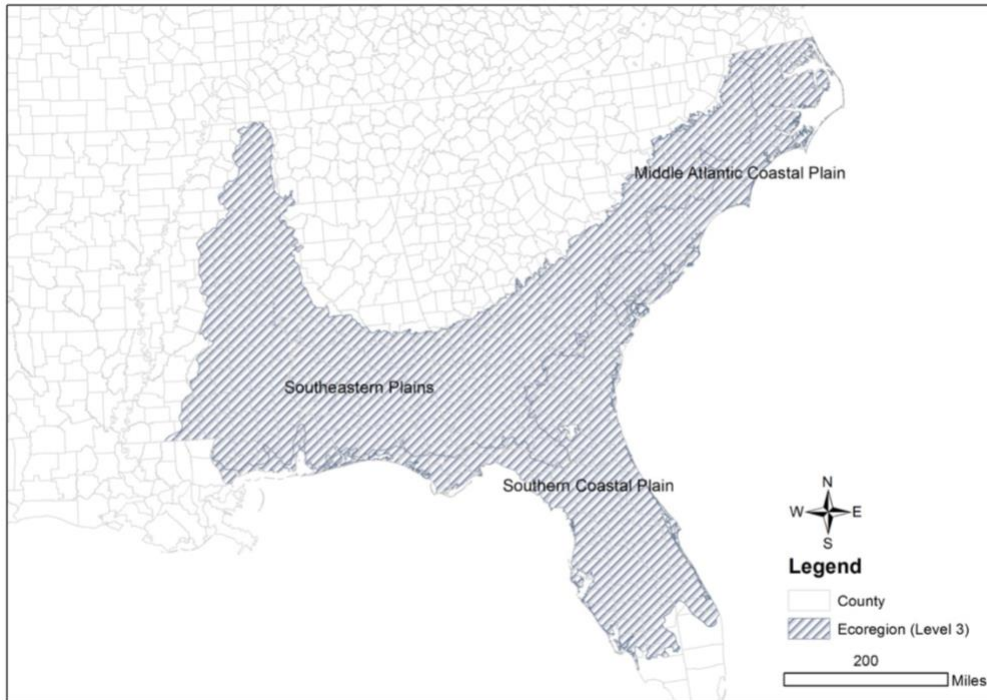 Middle Atlantic Coastal Plain
Southeastern Plains
Southern Coastal Plain
N
W E
S
Legend
County
Ecoregion (Level 3)
200
Miles